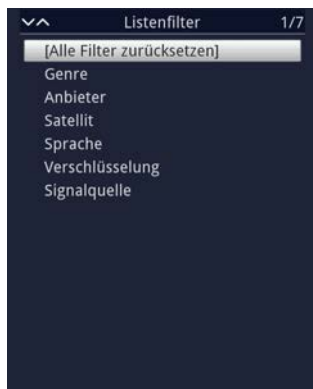 Listenfilter 1/7
[Alle Filter zurücksetzen]
Genre
Anbieter
Satellit
Sprache
Verschlüsselung
Signalquelle